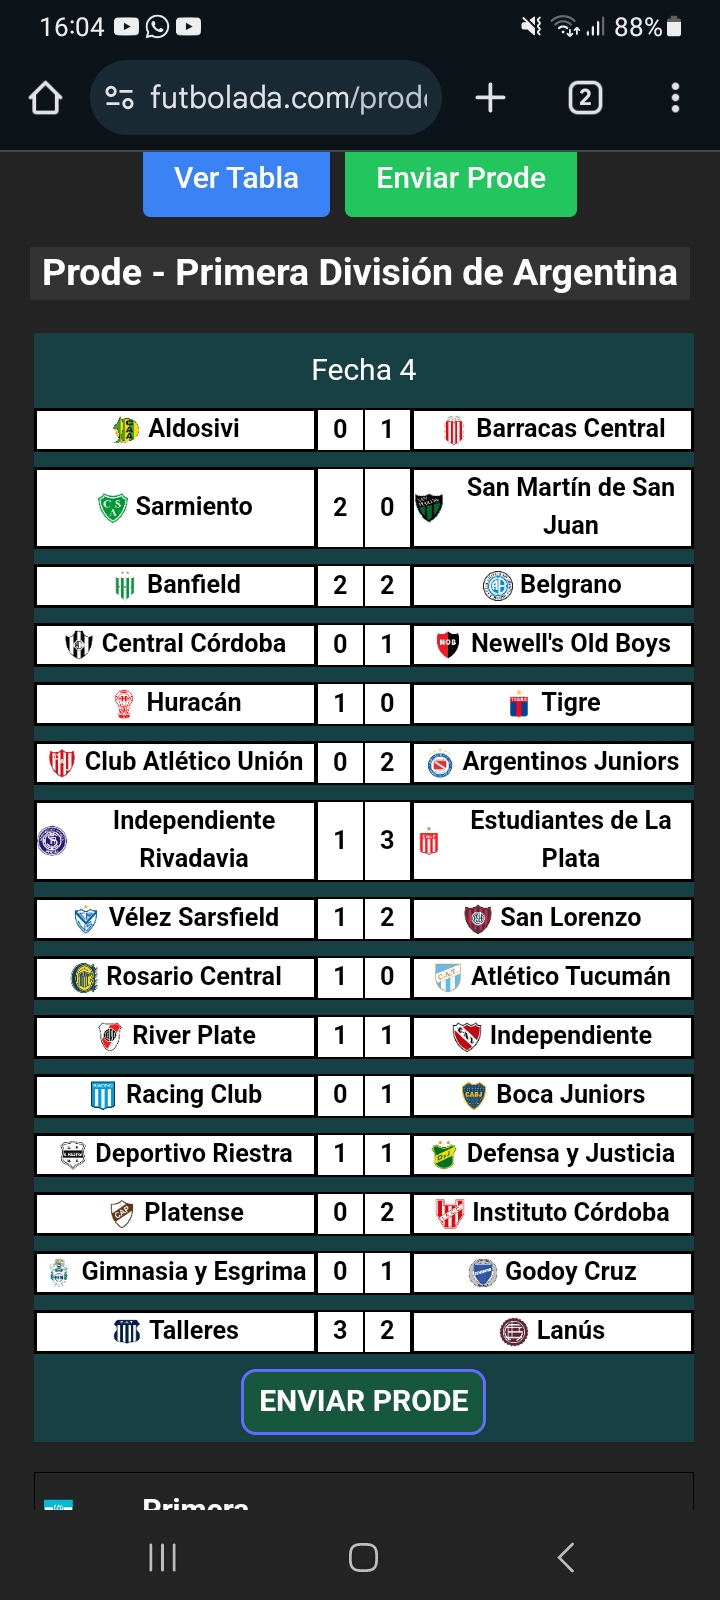 16:04 88%
futbolada.com/prod
2
Ver Tabla Enviar Prode
Prode - Primera División de Argentina
Fecha 4
Aldosivi 0 1 Barracas Central
Sarmiento 2 0 San Martín de San
Juan
Banfield 2 2 Belgrano
Central Córdoba 0 1 Newell's Old Boys
Huracán 1 0 Tigre
Club Atlético Unión 0 2 Argentinos Juniors
Independiente
Rivadavia 1 3 Estudiantes de La
Plata
Vélez Sarsfield 1 2 San Lorenzo
Rosario Central 1 0 Atlético Tucumán
River Plate 1 1 Independiente
Racing Club 0 1 Boca Juniors
Deportivo Riestra 1 1 Defensa y Justicia
Platense 0 2 Instituto Córdoba
Gimnasia y Esgrima 0 1 Godoy Cruz
Talleres 3 2 Lanús
ENVIAR PRODE
Primera